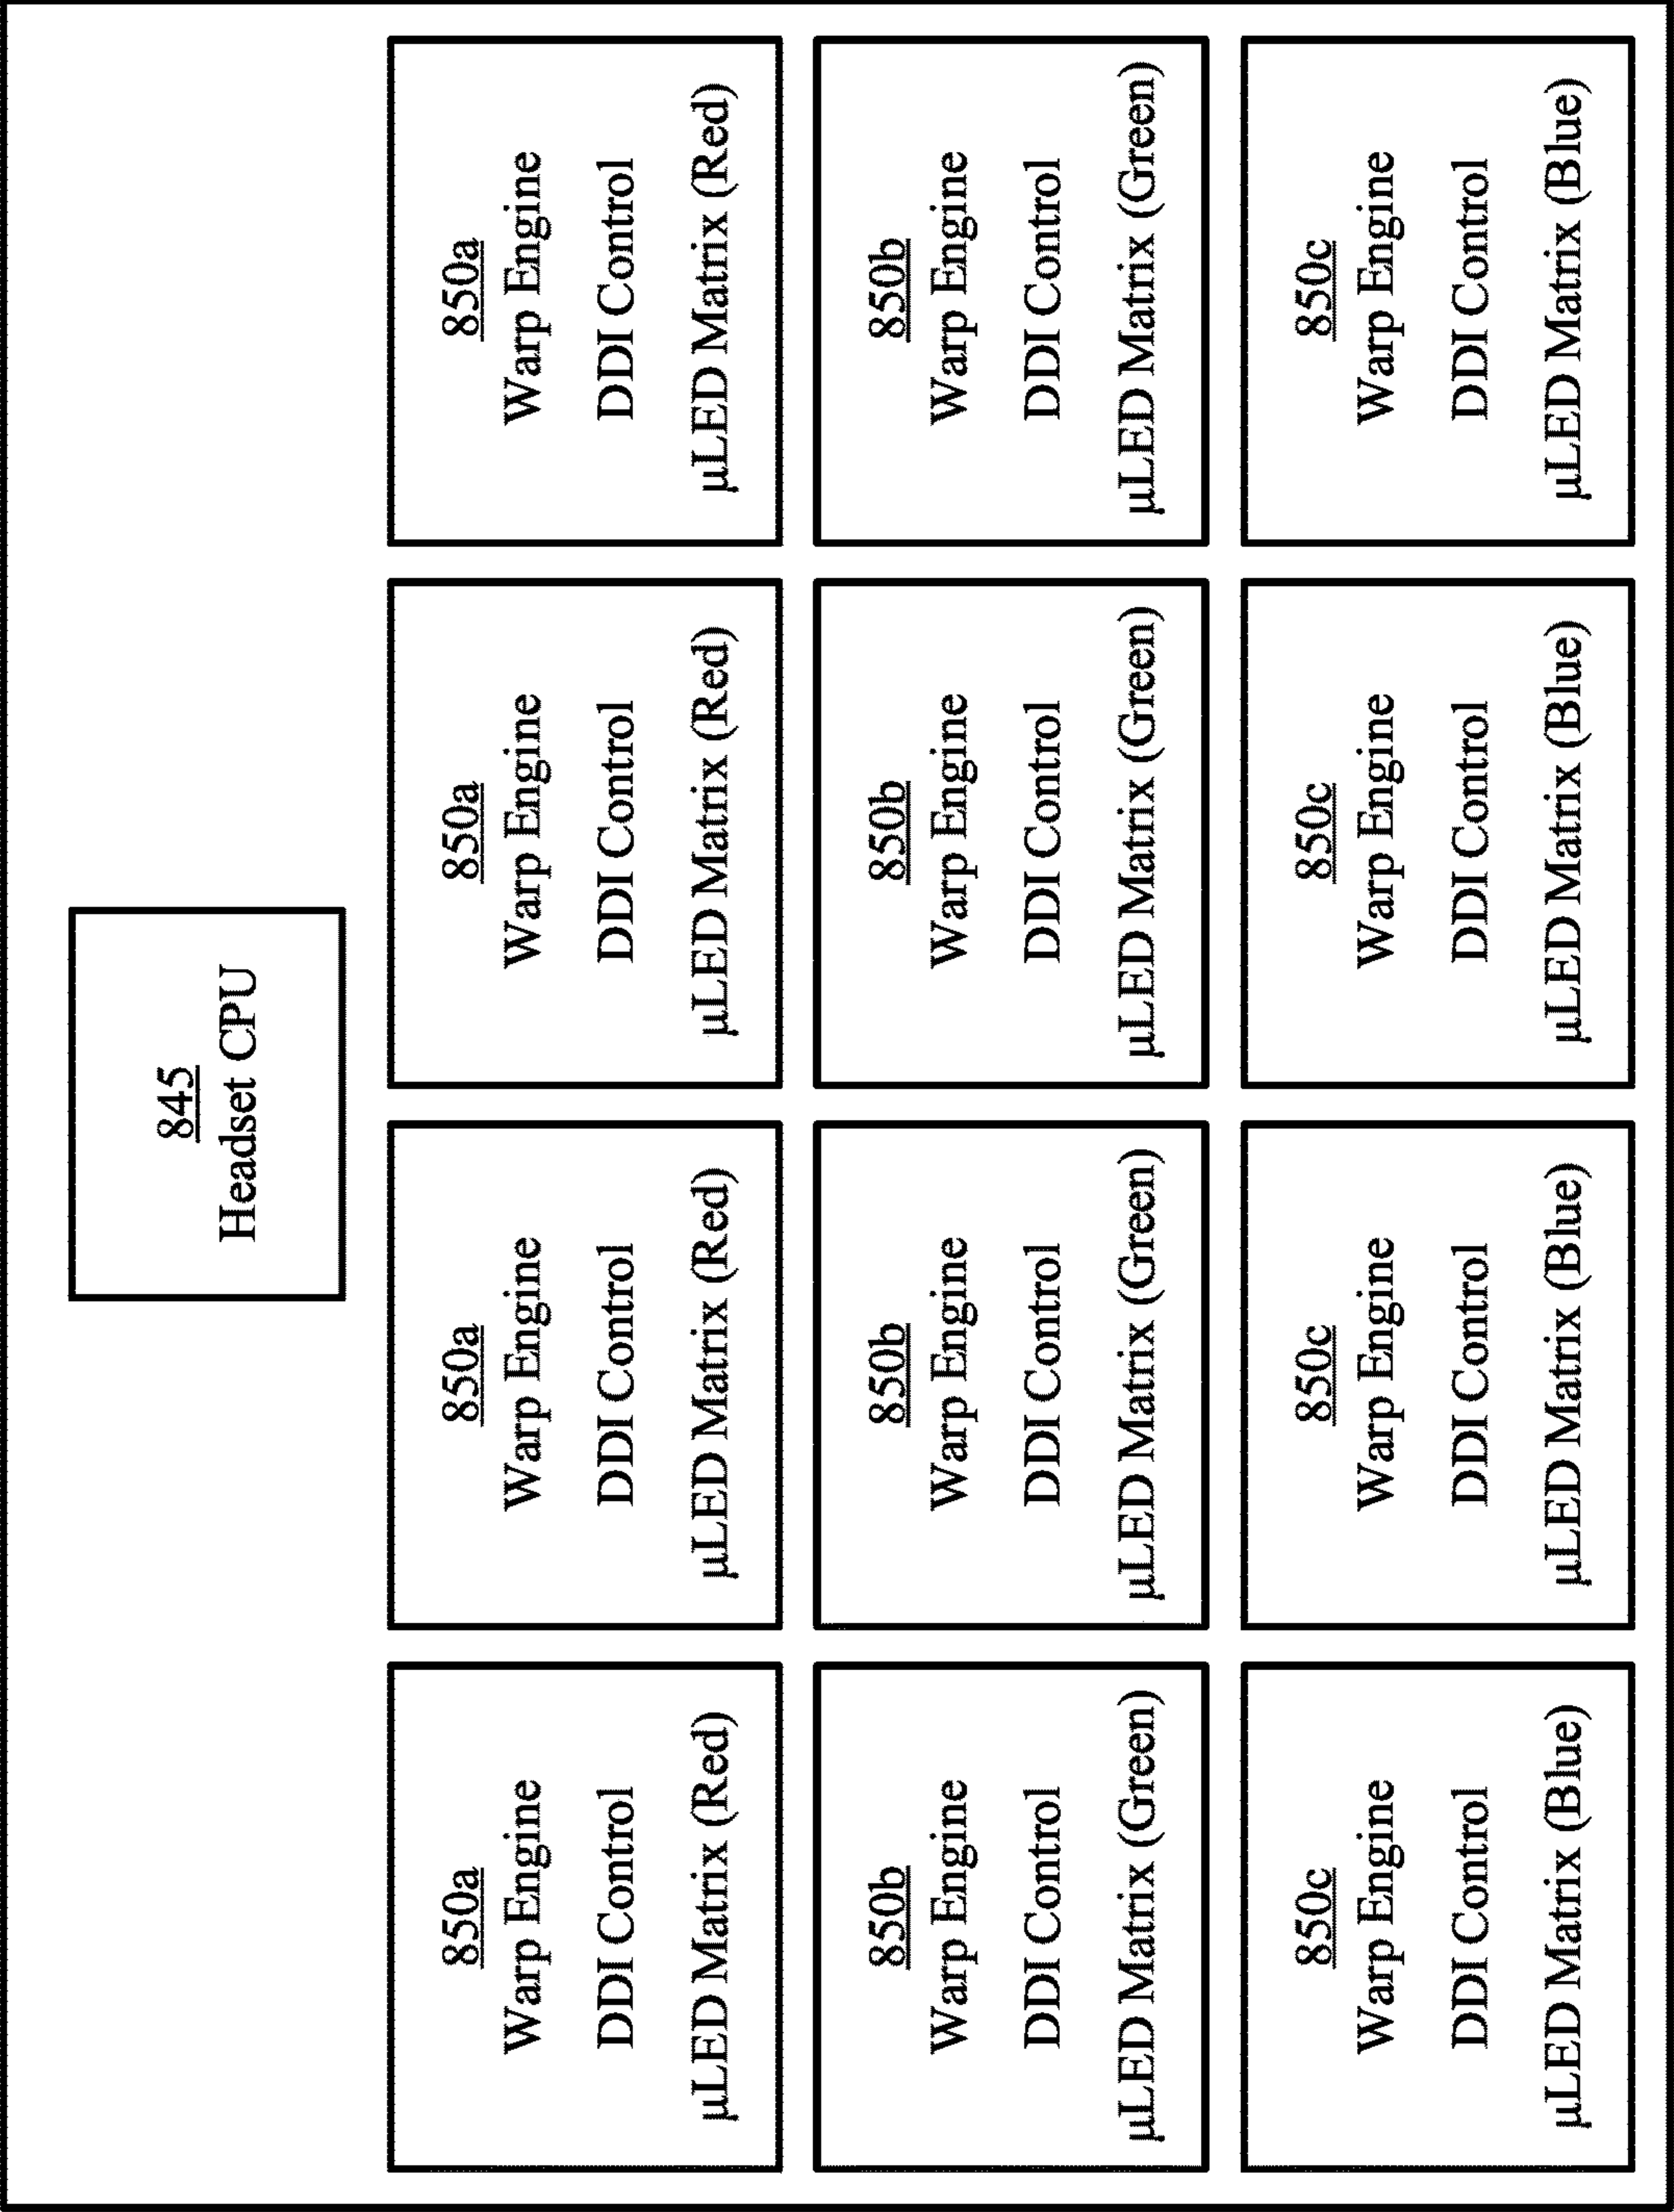 845
Headset CPU
850a
Warp Engine
DDI Control
µLED Matrix (Red)
850a
Warp Engine
DDI Control
µLED Matrix (Red)
850a
Warp Engine
DDI Control
µLED Matrix (Red)
850a
Warp Engine
DDI Control
µLED Matrix (Red)
850b
Warp Engine
DDI Control
µLED Matrix (Green)
850b
Warp Engine
DDI Control
µLED Matrix (Green)
850b
Warp Engine
DDI Control
µLED Matrix (Green)
850b
Warp Engine
DDI Control
µLED Matrix (Green)
850c
Warp Engine
DDI Control
µLED Matrix (Blue)
850c
Warp Engine
DDI Control
µLED Matrix (Blue)
850c
Warp Engine
DDI Control
µLED Matrix (Blue)
850c
Warp Engine
DDI Control
µLED Matrix (Blue)